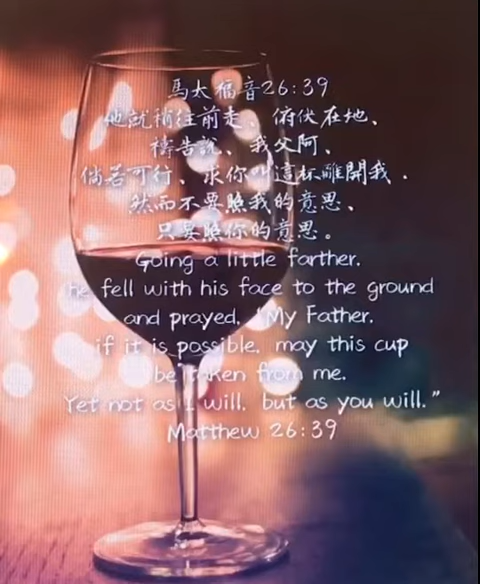 馬太福音26:39
他就稍往前走、俯伏在地、
禱告說、我父阿、
倘若可行、求你叫這杯離開我．
然而不要照我的意思、
只要照你的意思。
Going a little farther.
he fell with his face to the ground
and prayed, "My Father.
if it is possible, may this cup
be taken from me.
Yet not as I will, but as you will."
Matthew 26:39